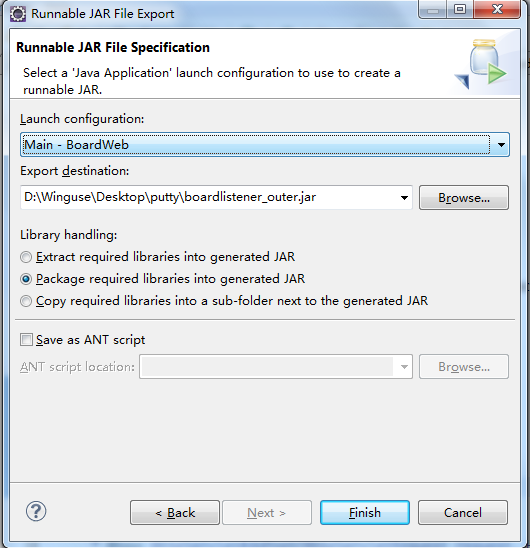 Runnable JAR File Export
Runnable JAR File Specification
Select a 'Java Application' launch configuration to use to create a
runnable JAR.
Launch configuration:
Main - BoardWeb
Export destination:
D:\Winguse\Desktop\putty\boardlistener_outer.jar
Browse...
Library handling:
Extract required libraries into generated JAR
Package required libraries into generated JAR
Copy required libraries into a sub-folder next to the generated JAR
Save as ANT script
ANT script location:
Browse...
?
< Back
Next >
Finish
Cancel